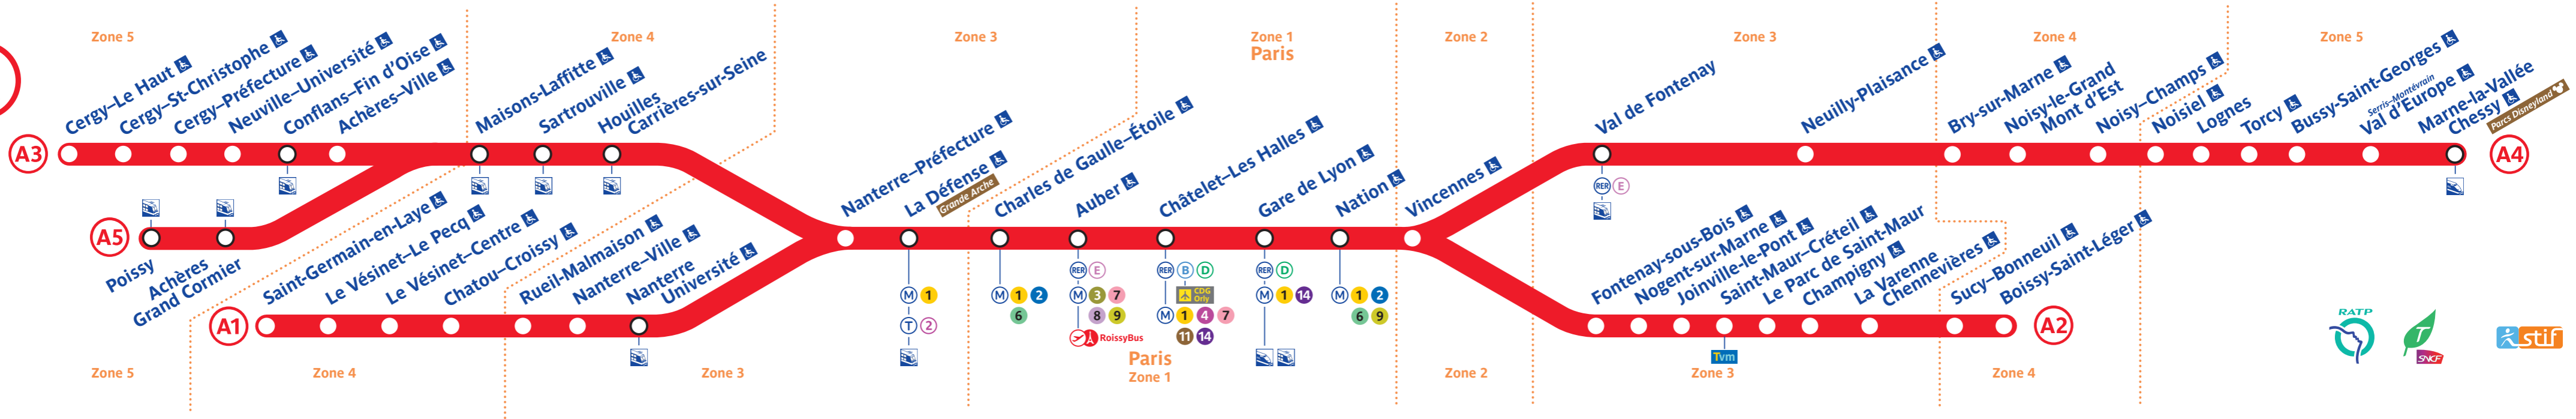 Zone 5
Zone 4
Zone 3
Zone 1
Paris
Zone 2
Zone 3
Zone 4
Zone 5
A3
Cergy–Le Haut
Cergy–St-Christophe
Cergy–Préfecture
Neuville–Université
Conflans–Fin d'Oise
Achères–Ville
Maisons-Laffitte
Sartrouville
Houilles
Carrières-sur-Seine
A5
Poissy
Achères
Grand Cormier
A1
Saint-Germain-en-Laye
Le Vésinet–Le Pecq
Le Vésinet–Centre
Chatou–Croissy
Rueil-Malmaison
Nanterre–Ville
Nanterre
Université
Nanterre–Préfecture
La Défense
Grande Arche
M 1
T 2
Charles de Gaulle–Étoile
M 1 2
6
Auber
RER E
M 3 7
8 9
RoissyBus
Châtelet–Les Halles
RER B D
CDG
Orly
M 1 4 7
11 14
Gare de Lyon
RER D
M 1 14
Nation
M 1 2
6 9
Vincennes
Val de Fontenay
RER E
Neuilly-Plaisance
Bry-sur-Marne
Noisy-le-Grand
Mont d'Est
Noisy–Champs
Noisiel
Lognes
Torcy
Bussy-Saint-Georges
Serris–Montévrain
Val d'Europe
Marne-la-Vallée
Chessy
Parcs Disneyland
A4
Fontenay-sous-Bois
Nogent-sur-Marne
Joinville-le-Pont
Saint-Maur–Créteil
Tvm
Le Parc de Saint-Maur
Champigny
La Varenne
Chennevières
Sucy–Bonneuil
Boissy-Saint-Léger
A2
Zone 5
Zone 4
Zone 3
Paris
Zone 1
Zone 2
Zone 3
Zone 4
RATP
T
SNCF
stif